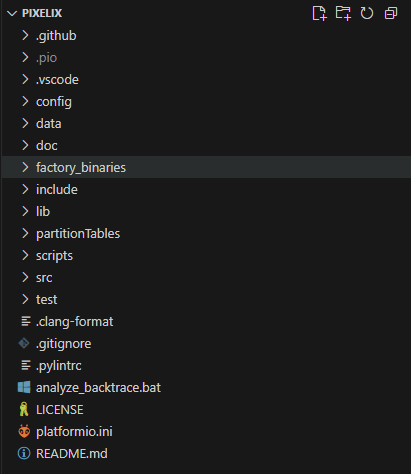 PIXELIX
.github
.pio
.vscode
config
data
doc
factory_binaries
include
lib
partitionTables
scripts
src
test
.clang-format
.gitignore
.pylintrc
analyze_backtrace.bat
LICENSE
platformio.ini
README.md